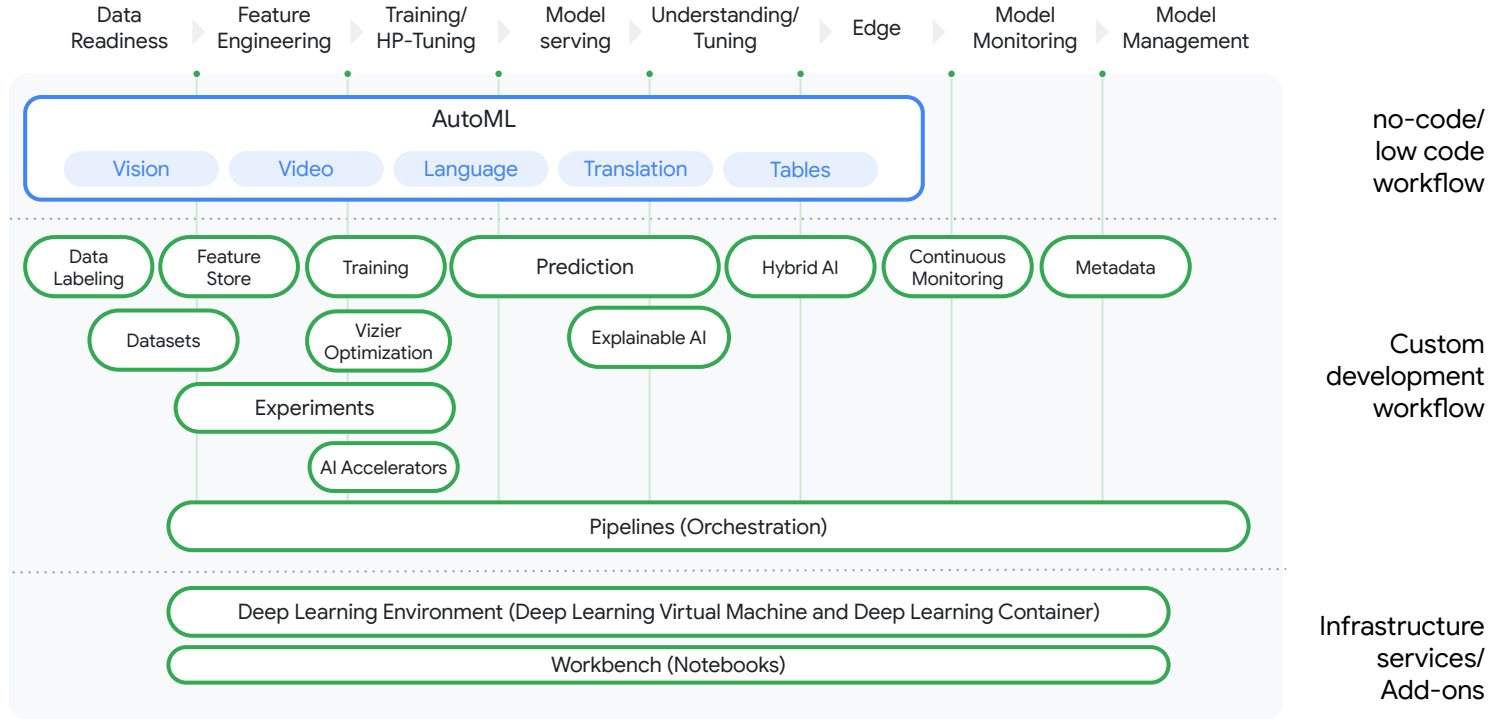 Data
Readiness
Feature
Engineering
Training/
HP-Tuning
Model
serving
Understanding/
Tuning
Edge
Model
Monitoring
Model
Management
AutoML
Vision
Video
Language
Translation
Tables
no-code/
low code
workflow
Data
Labeling
Feature
Store
Training
Prediction
Hybrid AI
Continuous
Monitoring
Metadata
Datasets
Vizier
Optimization
Explainable AI
Experiments
AI Accelerators
Pipelines (Orchestration)
Custom
development
workflow
Deep Learning Environment (Deep Learning Virtual Machine and Deep Learning Container)
Workbench (Notebooks)
Infrastructure
services/
Add-ons